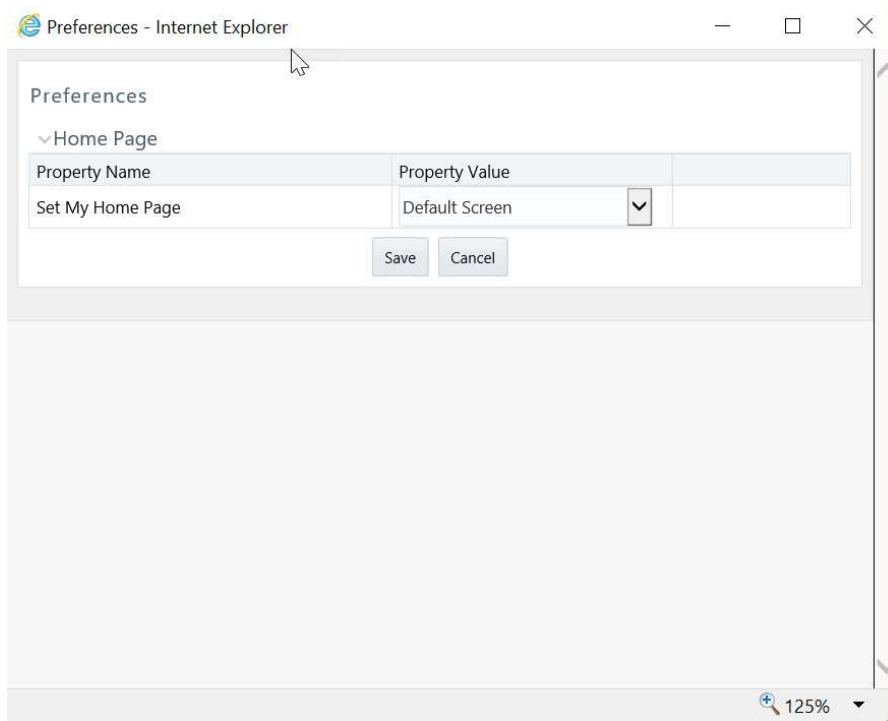 Preferences - Internet Explorer
Preferences
Home Page
Property Name Property Value
Set My Home Page Default Screen
Save Cancel
125%